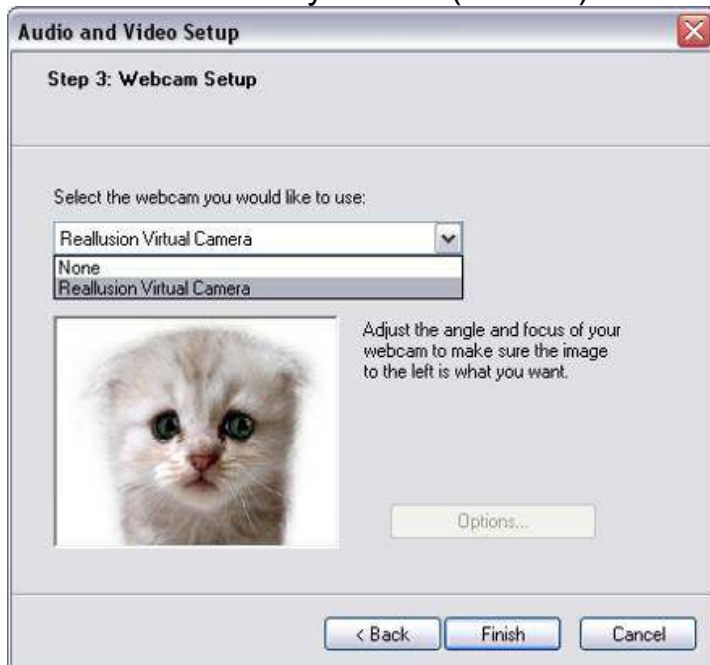 Audio and Video Setup
Step 3: Webcam Setup
Select the webcam you would like to use:
Reallusion Virtual Camera
None
Reallusion Virtual Camera
Adjust the angle and focus of your
webcam to make sure the image
to the left is what you want.
Options...
< Back
Finish
Cancel